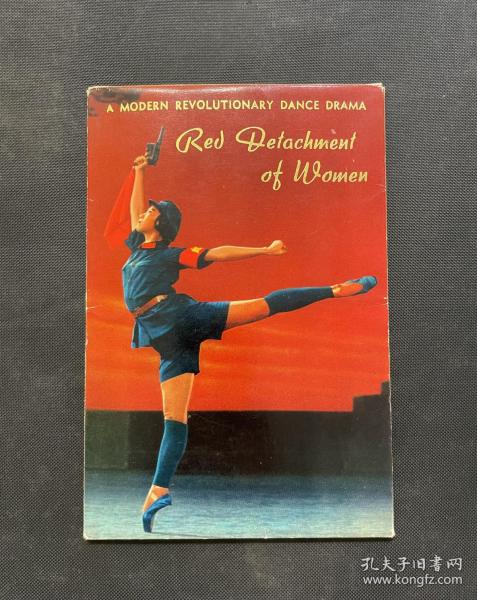 A MODERN REVOLUTIONARY DANCE DRAMA
Red Detachment
of Women
孔夫子旧书网
www.kongfz.com